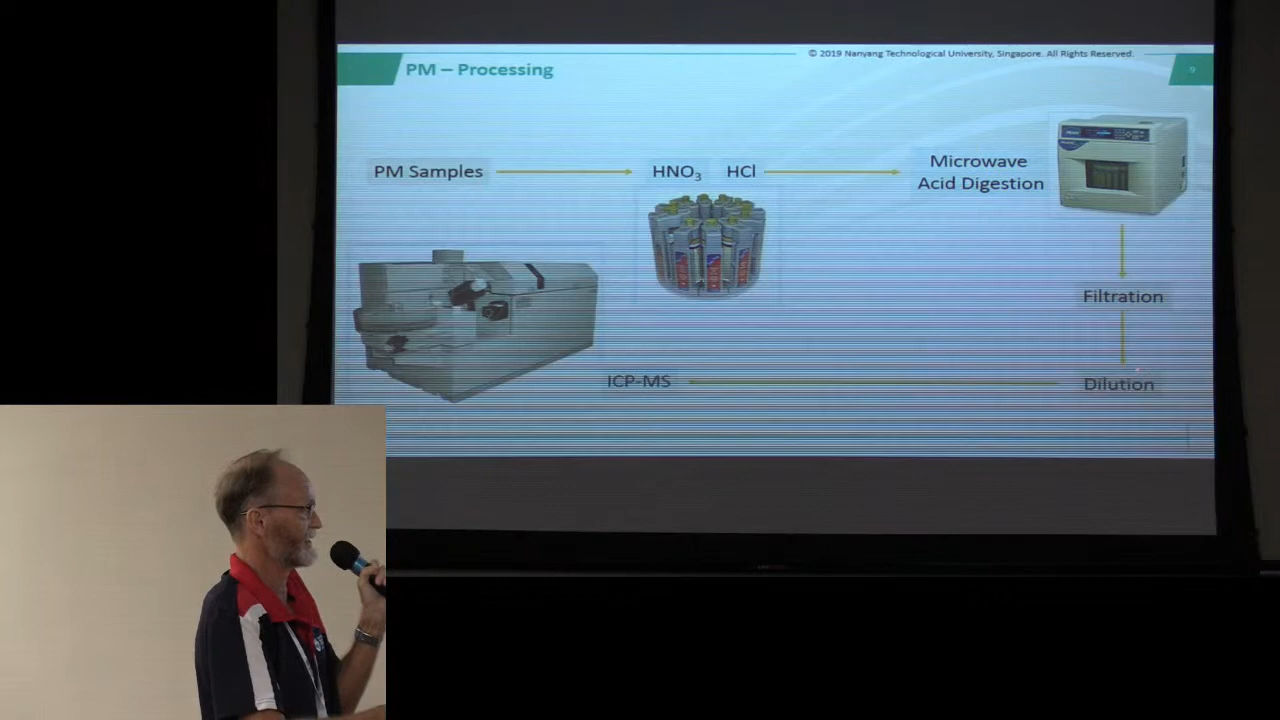 © 2019 Nanyang Technological University, Singapore. All Rights Reserved.
PM – Processing
9
PM Samples
HNO₃ HCl
Microwave
Acid Digestion
Filtration
Dilution
ICP-MS